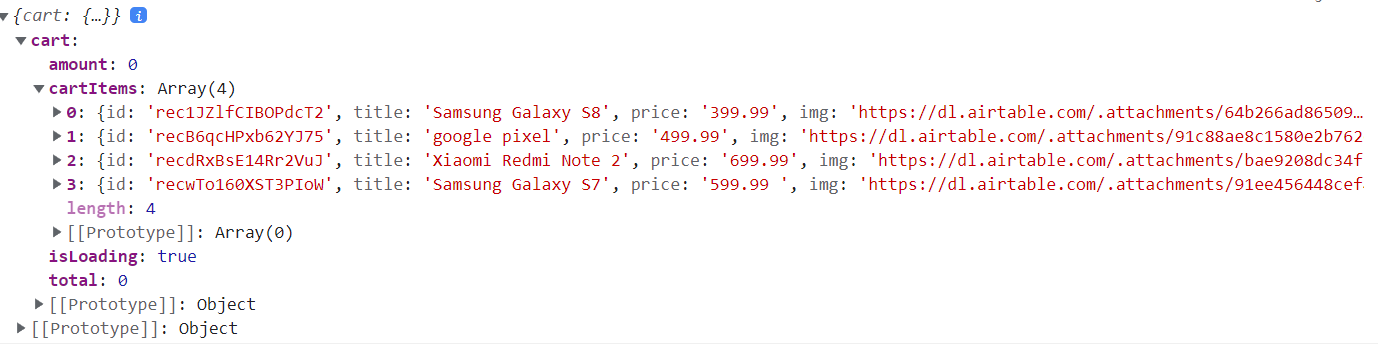 {cart: {…}} i
cart:
amount: 0
cartItems: Array(4)
0: {id: 'rec1JZlfCIBOPdcT2', title: 'Samsung Galaxy S8', price: '399.99', img: 'https://dl.airtable.com/.attachments/64b266ad86509…
1: {id: 'recB6qcHPxb62YJ75', title: 'google pixel', price: '499.99', img: 'https://dl.airtable.com/.attachments/91c88ae8c1580e2b762
2: {id: 'recdRxBsE14Rr2VuJ', title: 'Xiaomi Redmi Note 2', price: '699.99', img: 'https://dl.airtable.com/.attachments/bae9208dc34f
3: {id: 'recwTo160XST3PIoW', title: 'Samsung Galaxy S7', price: '599.99 ', img: 'https://dl.airtable.com/.attachments/91ee456448cef
length: 4
[[Prototype]]: Array(0)
isLoading: true
total: 0
[[Prototype]]: Object
[[Prototype]]: Object